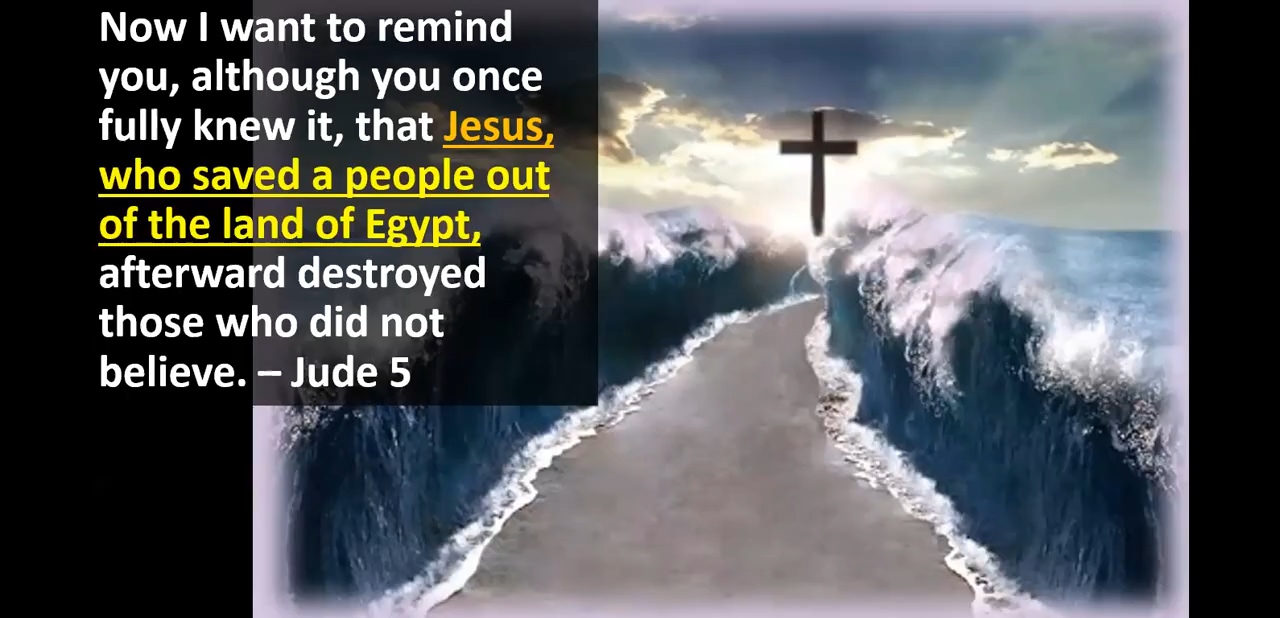 Now I want to remind
you, although you once
fully knew it, that Jesus,
who saved a people out
of the land of Egypt,
afterward destroyed
those who did not
believe. – Jude 5